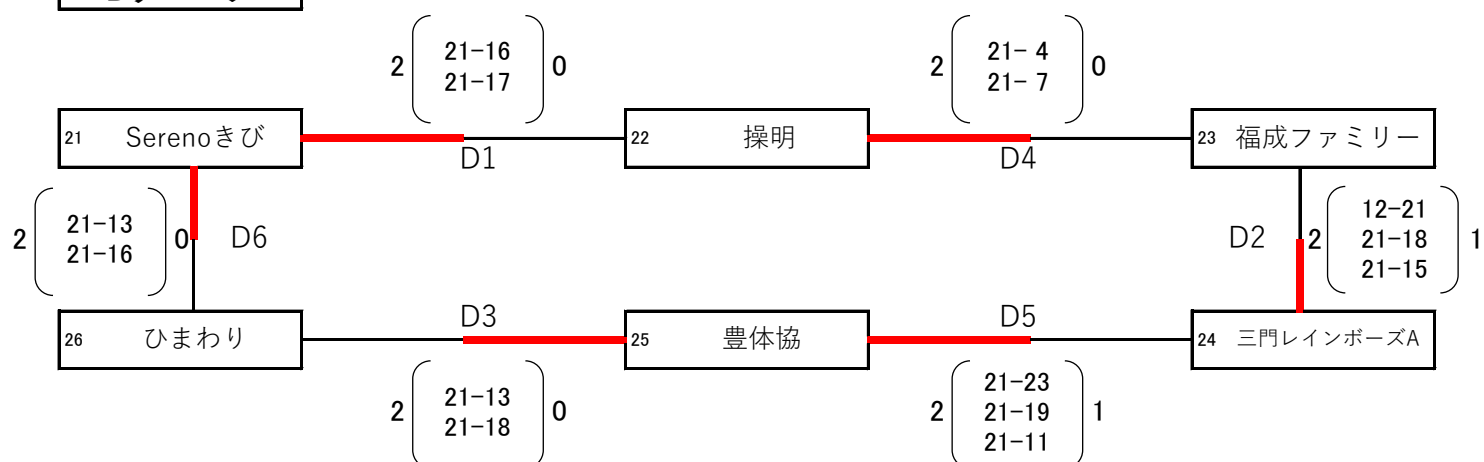 2 21-16 0
21-17
2 21- 4 0
21- 7
21 Serenoきび
22 操明
23 福成ファミリー
D1
D4
2 21-13 0
21-16
D6
D2
2 12-21 1
21-18
21-15
26 ひまわり
D3
25 豊体協
D5
24 三門レインボーズA
2 21-13 0
21-18
2 21-23 1
21-19
21-11